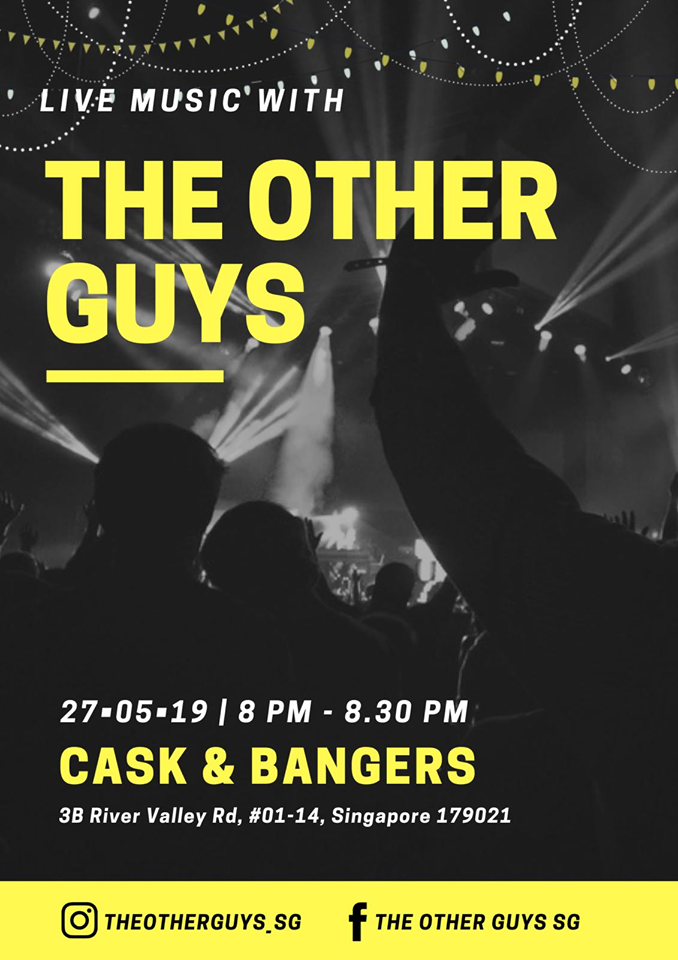 LIVE MUSIC WITH
THE OTHER
GUYS
27▪05▪19 | 8 PM - 8.30 PM
CASK & BANGERS
3B River Valley Rd, #01-14, Singapore 179021
THEOTHERGUYS_SG
THE OTHER GUYS SG